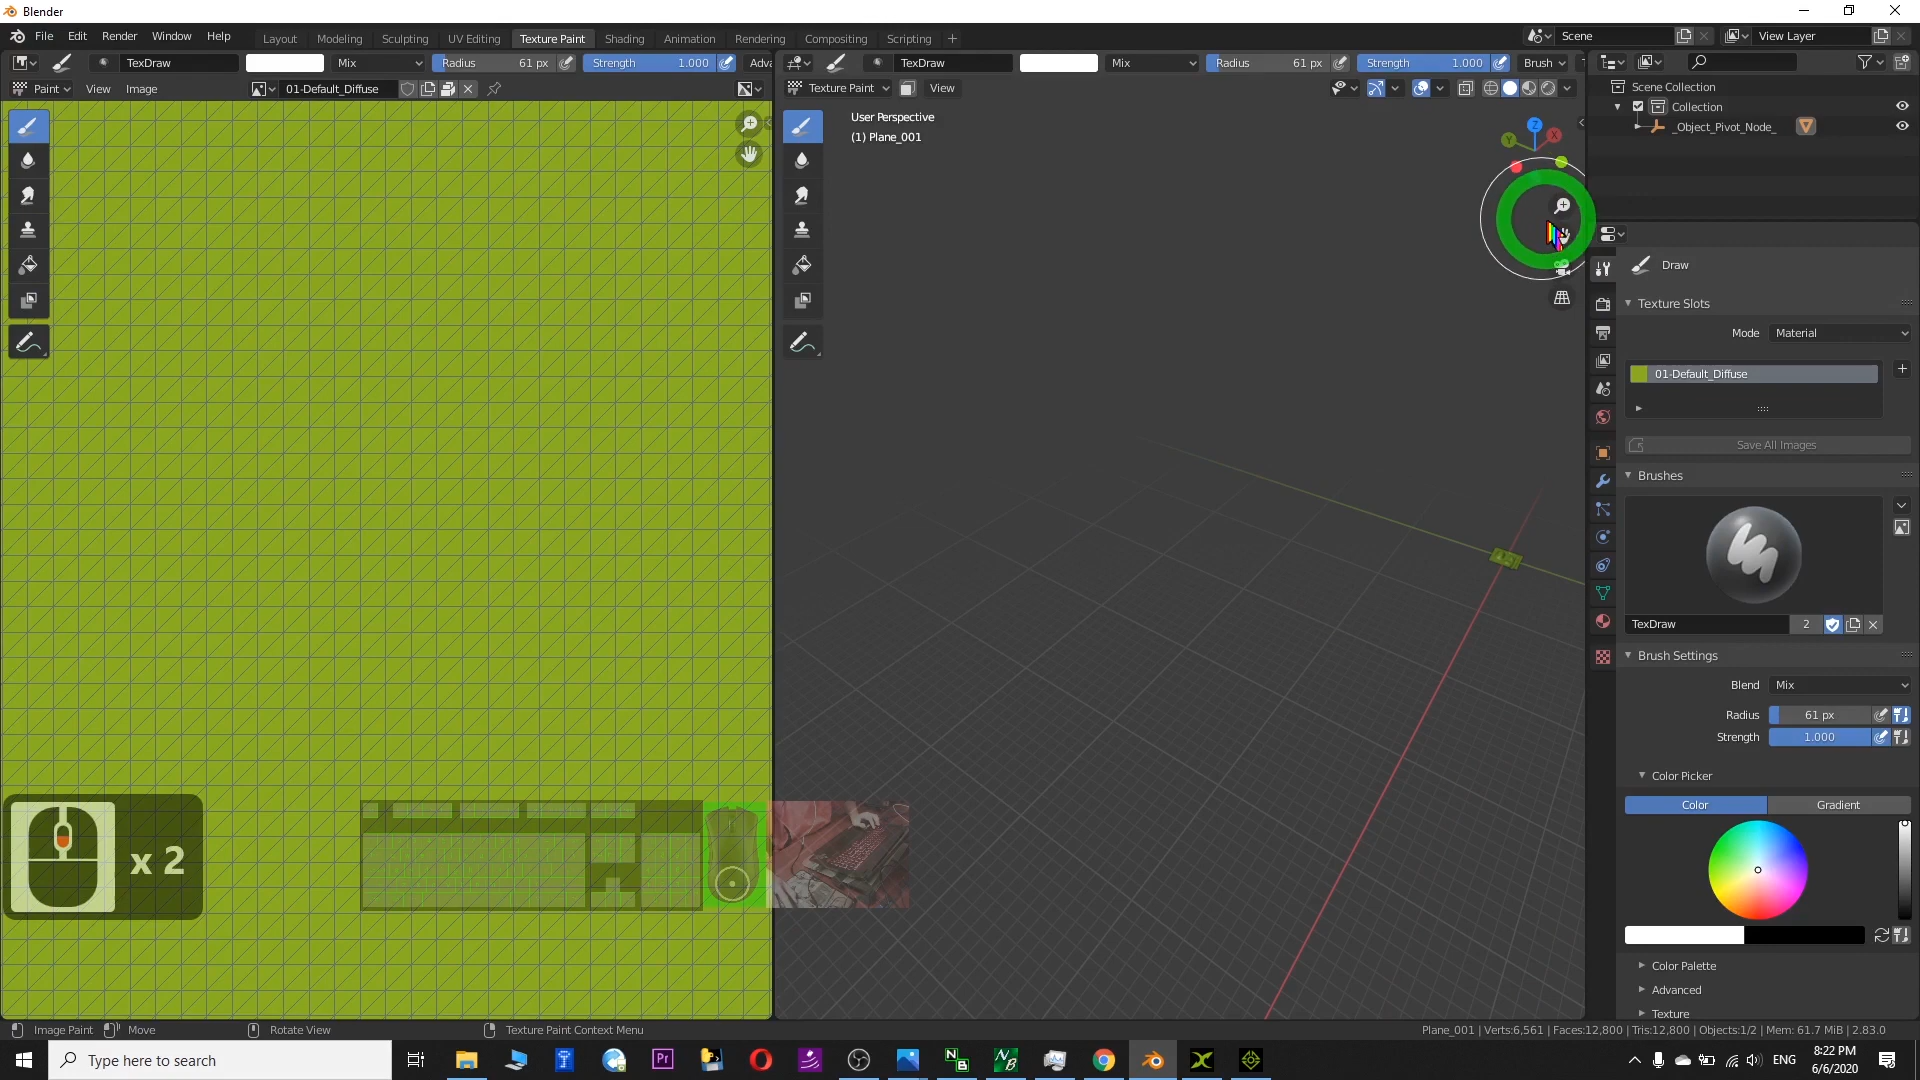 Blender
File Edit Render Window Help Layout Modeling Sculpting UV Editing Texture Paint Shading Animation Rendering Compositing Scripting + Scene View Layer
TexDraw Mix Radius 61 px Strength 1.000 Adva TexDraw Mix Radius 61 px Strength 1.000 Brush
Paint View Image 01-Default_Diffuse Texture Paint View
User Perspective
(1) Plane_001
Scene Collection
Collection
_Object_Pivot_Node_
Z
Y
X
Draw
Texture Slots
Mode Material
01-Default_Diffuse
Save All Images
Brushes
TexDraw 2
Brush Settings
Blend Mix
Radius 61 px
Strength 1.000
Color Picker
Color Gradient
x 2
Color Palette
Advanced
Texture
Image Paint Move Rotate View Texture Paint Context Menu Plane_001 | Verts:6,561 | Faces:12,800 | Tris:12,800 | Objects:1/2 | Mem: 61.7 MiB | 2.83.0
Type here to search
Pr
ENG
8:22 PM
6/6/2020